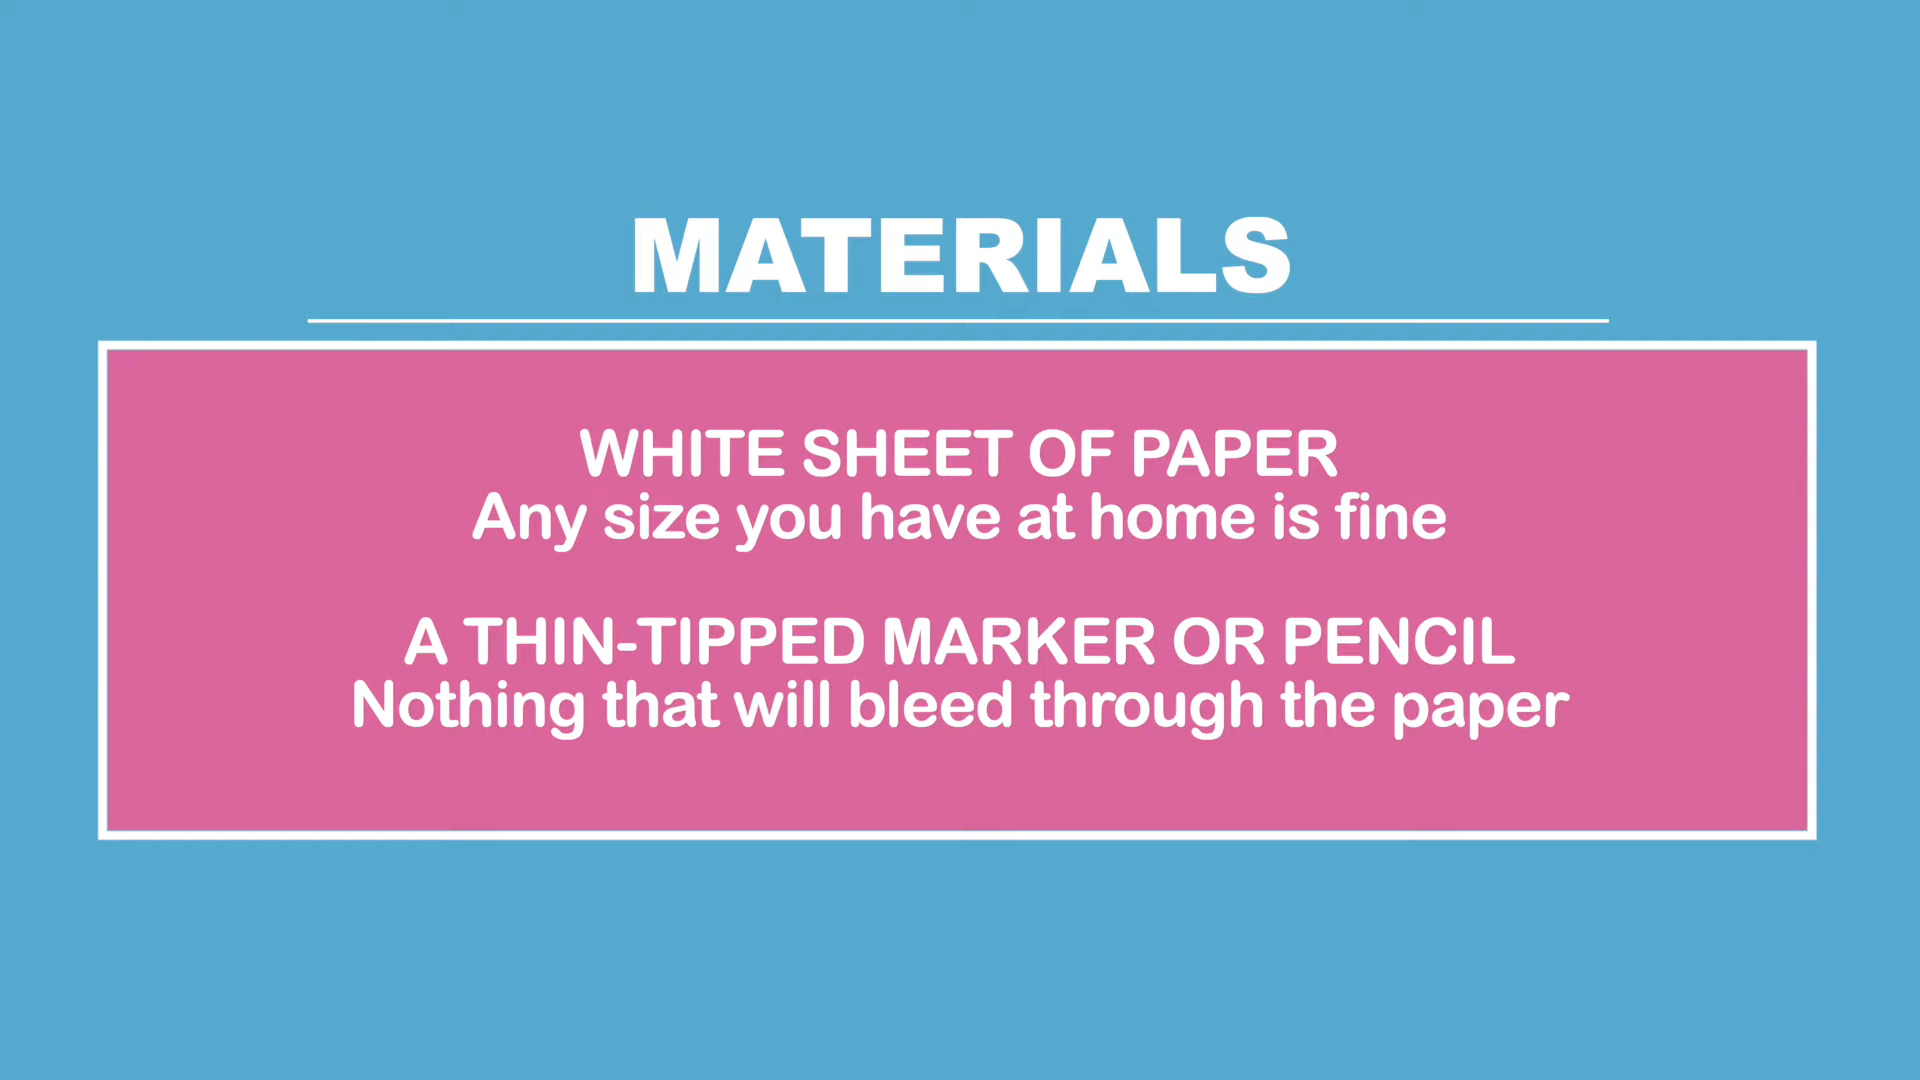 MATERIALS
WHITE SHEET OF PAPER
Any size you have at home is fine
A THIN-TIPPED MARKER OR PENCIL
Nothing that will bleed through the paper